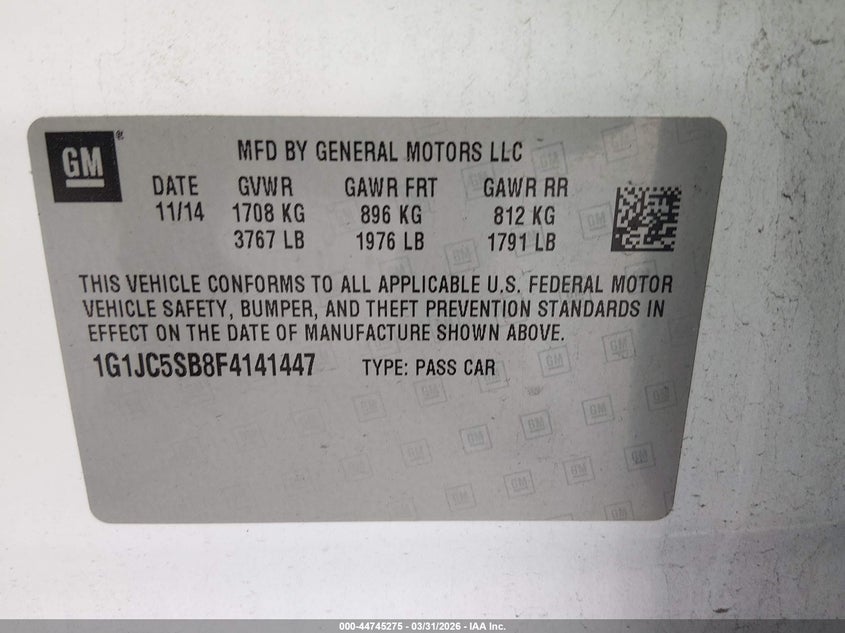 GM ®
MFD BY GENERAL MOTORS LLC
DATE GVWR GAWR FRT GAWR RR
11/14 1708 KG 896 KG 812 KG
3767 LB 1976 LB 1791 LB
THIS VEHICLE CONFORMS TO ALL APPLICABLE U.S. FEDERAL MOTOR
VEHICLE SAFETY, BUMPER, AND THEFT PREVENTION STANDARDS IN
EFFECT ON THE DATE OF MANUFACTURE SHOWN ABOVE.
1G1JC5SB8F4141447 TYPE: PASS CAR
000-44745275 - 03/31/2026 - IAA Inc.